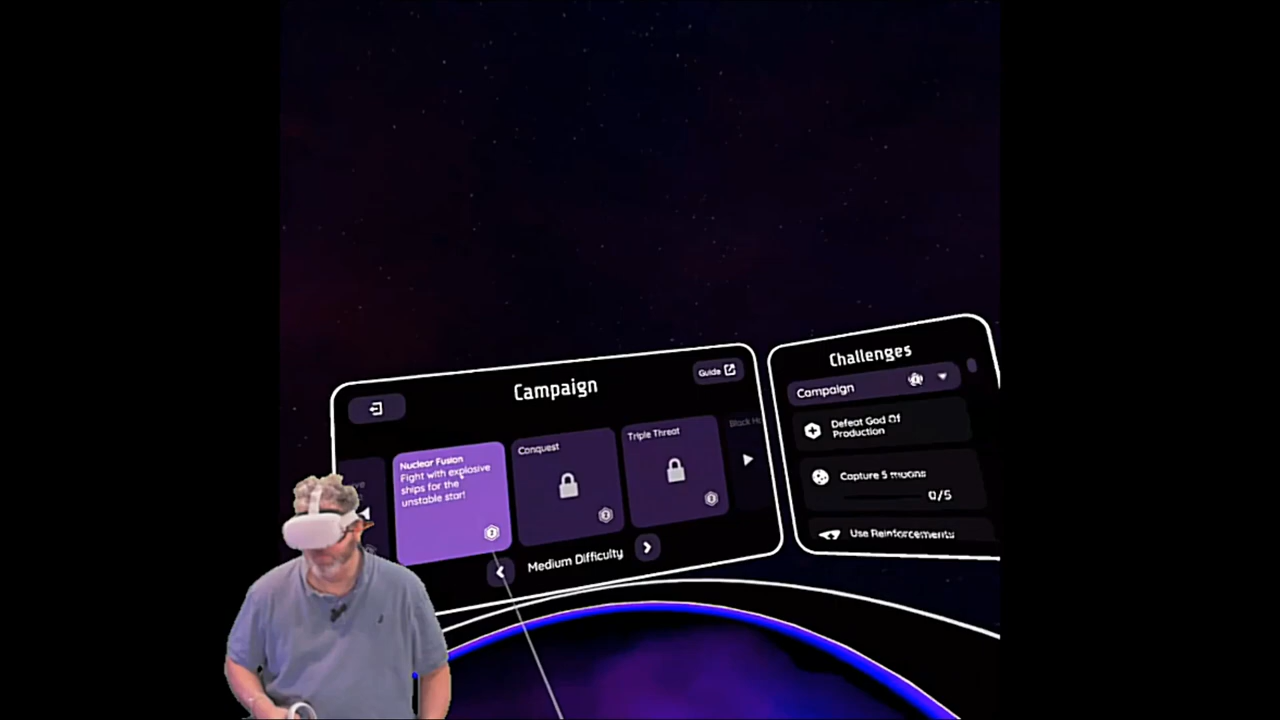 Campaign
Guide
Nuclear Fusion
Fight with explosive
ships for the
unstable star!
Conquest
Triple Threat
Medium Difficulty
Challenges
Campaign
Defeat God Of
Production
Capture 5 moons
0/5
Use Reinforcements